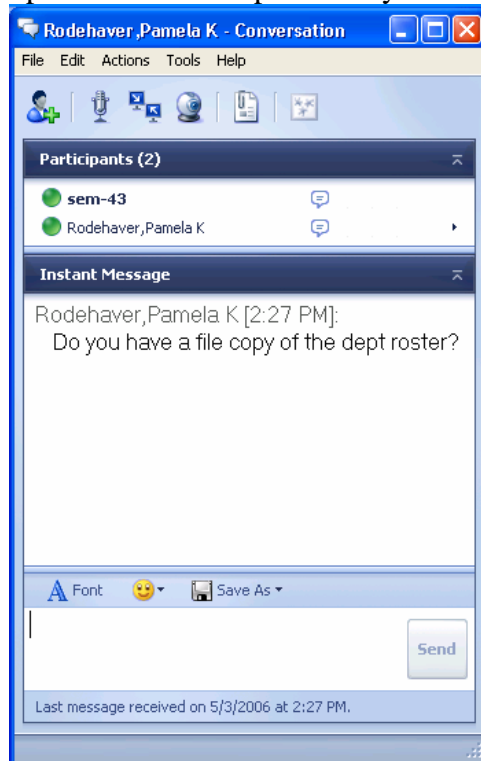 Rodehaver,Pamela K - Conversation
File Edit Actions Tools Help
Participants (2)
sem-43
Rodehaver,Pamela K
Instant Message
Rodehaver,Pamela K [2:27 PM]:
Do you have a file copy of the dept roster?
A Font Save As
Send
Last message received on 5/3/2006 at 2:27 PM.